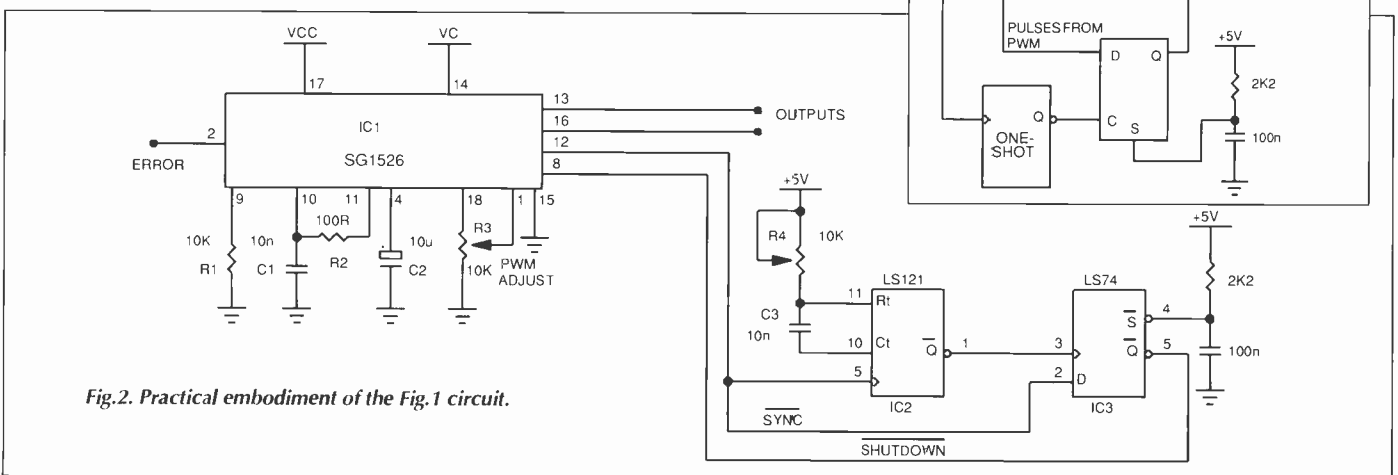 VCC
VC
17
14
IC1
SG1526
2
ERROR
13
16
12
8
OUTPUTS
9
10
11
4
18
1
15
100R
R2
10K
R1
10n
C1
10u
C2
R3
10K
PWM
ADJUST
PULSES FROM
PWM
D
Q
C
S
ONE-
SHOT
Q
+5V
2K2
100n
+5V
R4
10K
C3
10n
LS121
11
Rt
10
Ct
Q
1
5
IC2
LS74
3
2
D
S
4
Q
5
IC3
+5V
2K2
100n
SYNC
SHUTDOWN
Fig.2. Practical embodiment of the Fig.1 circuit.